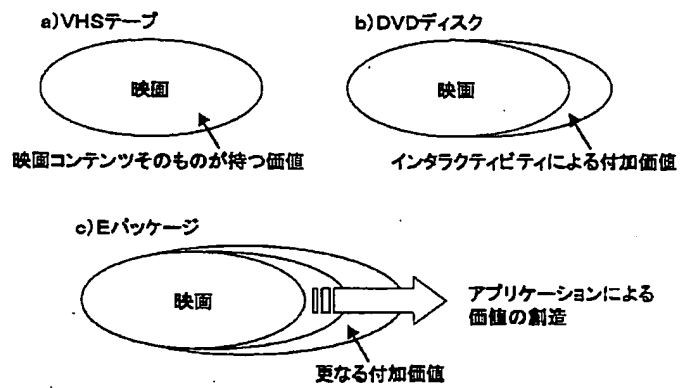 a)VHSテープ
映画
映画コンテンツそのものが持つ価値
b)DVDディスク
映画
インタラクティビティによる付加価値
c)Eパッケージ
映画
アプリケーションによる
価値の創造
更なる付加価値